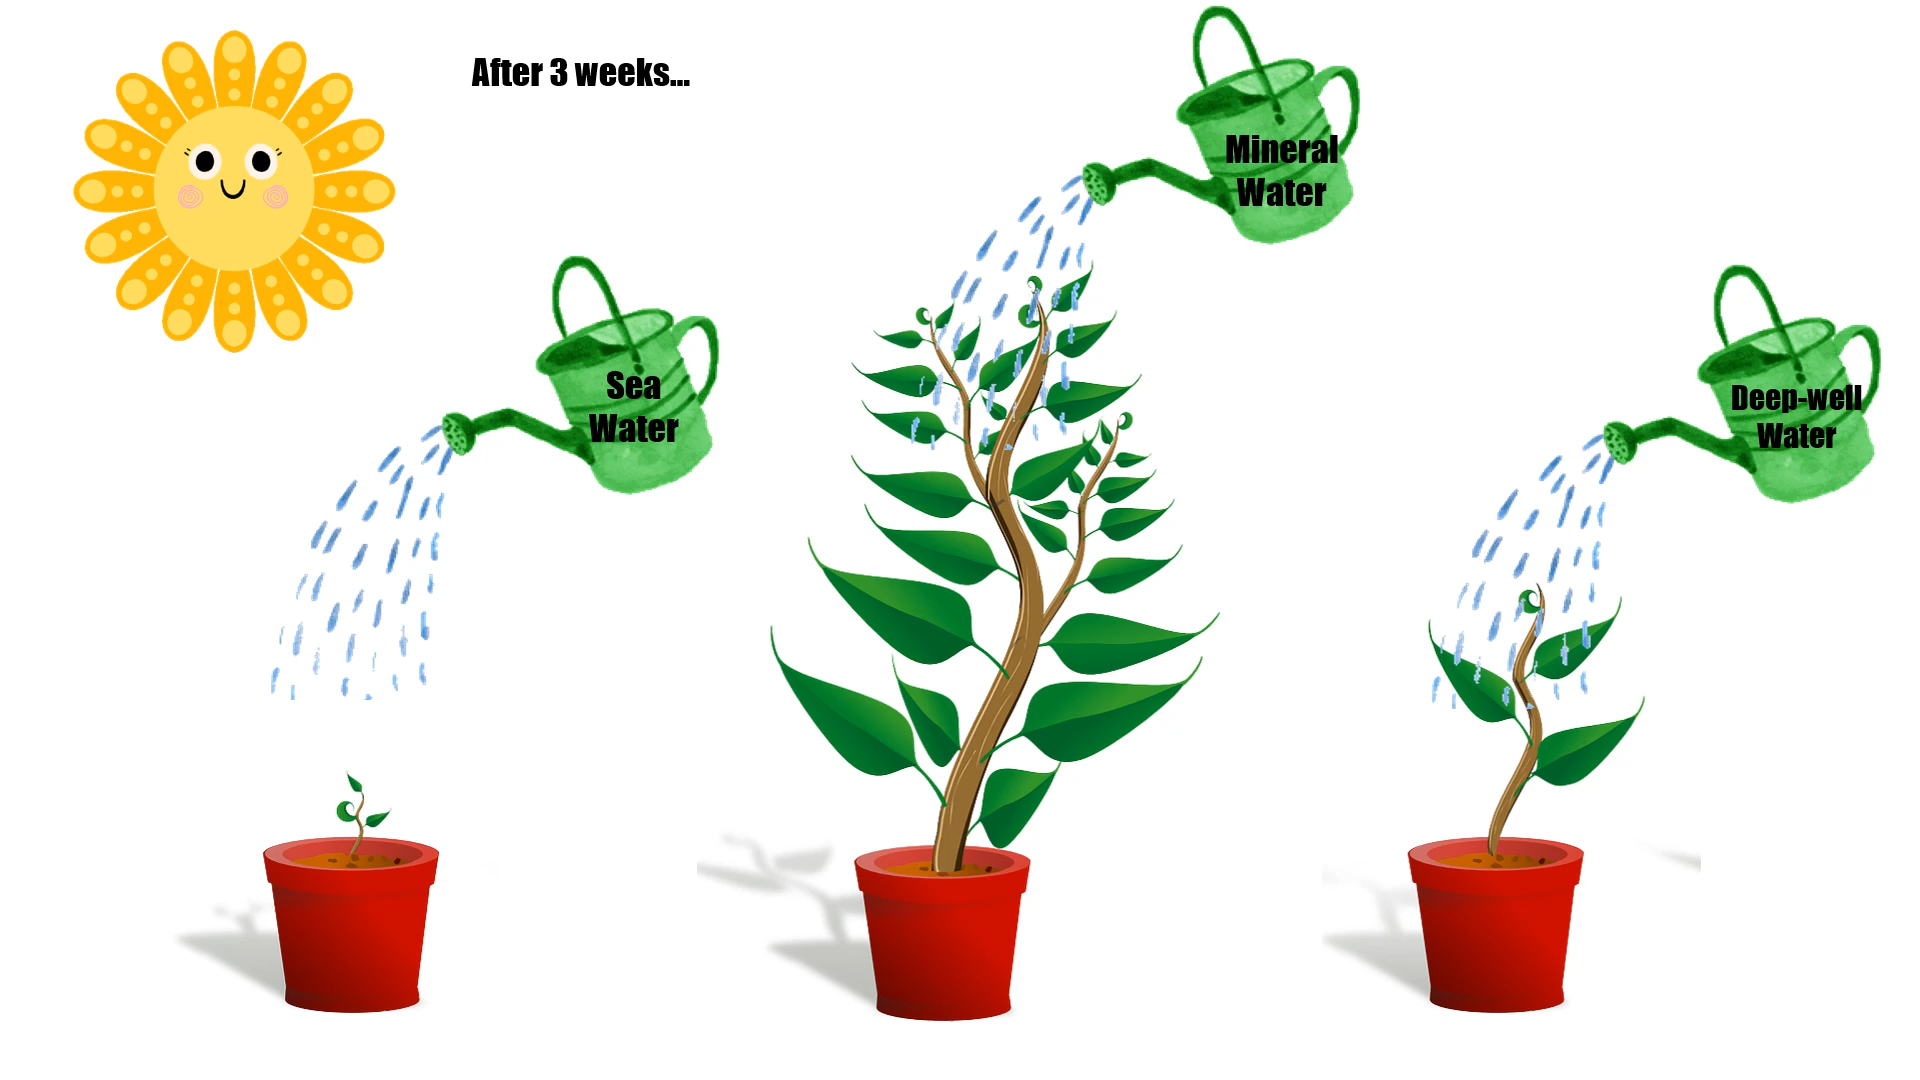 After 3 weeks...
Sea
Water
Mineral
Water
Deep-well
Water